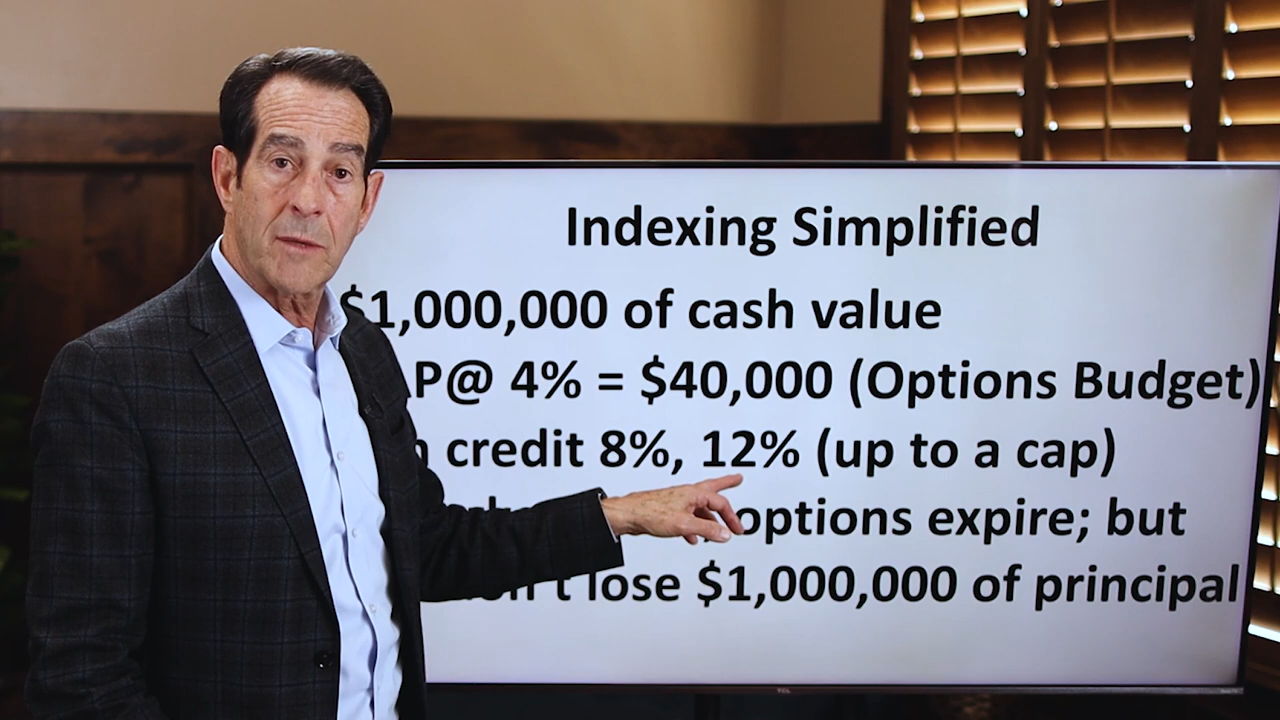 Indexing Simplified
$1,000,000 of cash value
P@ 4% = $40,000 (Options Budget)
credit 8%, 12% (up to a cap)
options expire; but
lose $1,000,000 of principal
TCL